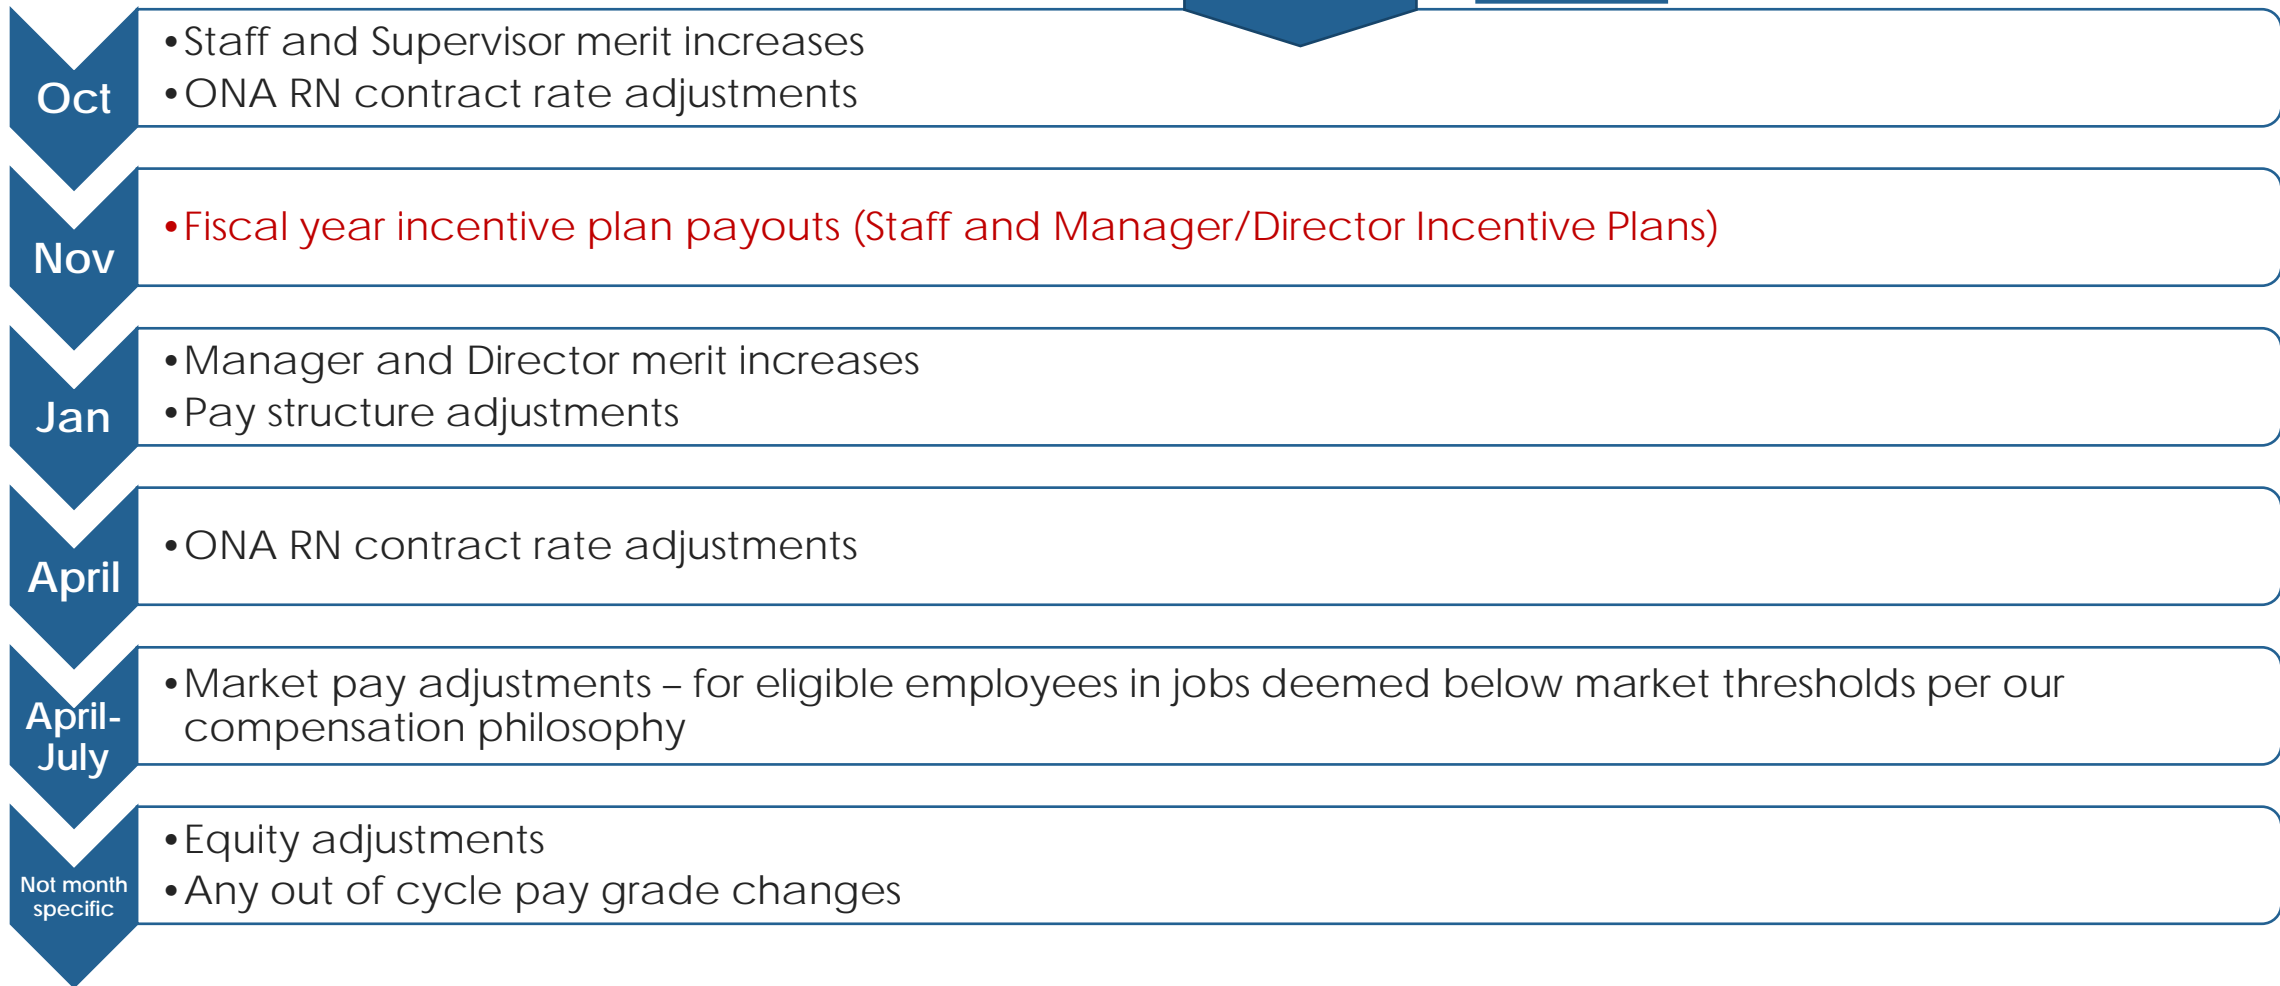 Oct
•Staff and Supervisor merit increases
•ONA RN contract rate adjustments
Nov
•Fiscal year incentive plan payouts (Staff and Manager/Director Incentive Plans)
Jan
•Manager and Director merit increases
•Pay structure adjustments
April
•ONA RN contract rate adjustments
April-
July
•Market pay adjustments – for eligible employees in jobs deemed below market thresholds per our
compensation philosophy
Not month
specific
•Equity adjustments
•Any out of cycle pay grade changes